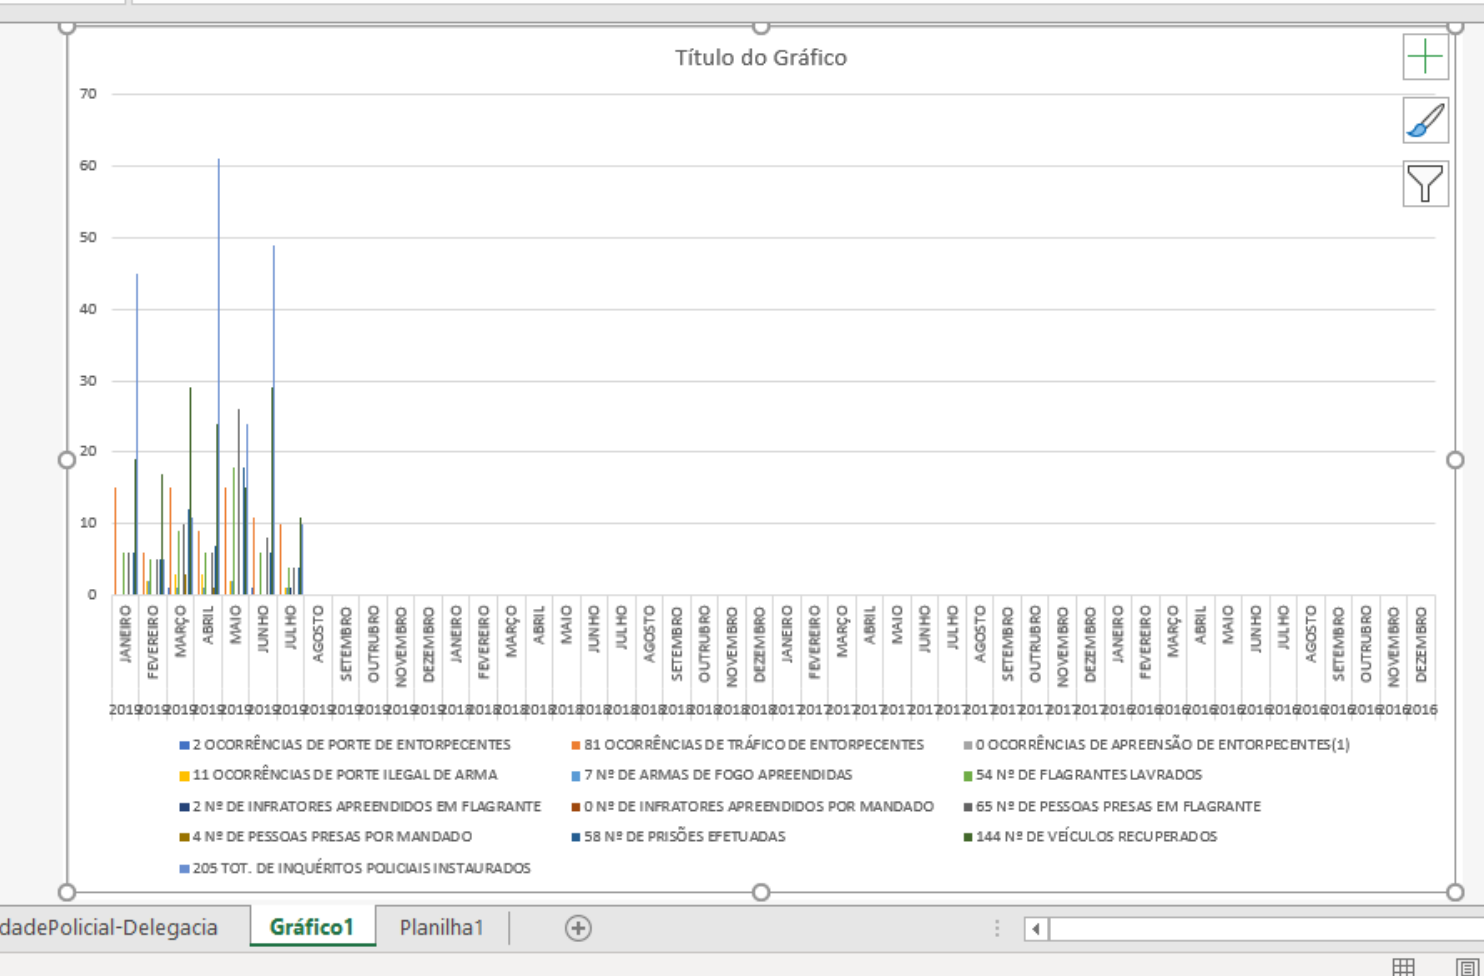 Título do Gráfico
70
60
50
40
30
20
10
0
JANEIRO FEVEREIRO MARÇO ABRIL MAIO JUNHO JULHO AGOSTO SETEMBRO OUTRUBRO NOVEMBRO DEZEMBRO JANEIRO FEVEREIRO MARÇO ABRIL MAIO JUNHO JULHO AGOSTO SETEMBRO OUTRUBRO NOVEMBRO DEZEMBRO JANEIRO FEVEREIRO MARÇO ABRIL MAIO JUNHO JULHO AGOSTO SETEMBRO OUTRUBRO NOVEMBRO DEZEMBRO JANEIRO FEVEREIRO MARÇO ABRIL MAIO JUNHO JULHO AGOSTO SETEMBRO OUTRUBRO NOVEMBRO DEZEMBRO
2019 2019 2019 2019 2019 2019 2019 2019 2019 2019 2019 2019 2018 2018 2018 2018 2018 2018 2018 2018 2018 2018 2018 2018 2017 2017 2017 2017 2017 2017 2017 2017 2017 2017 2017 2017 2016 2016 2016 2016 2016 2016 2016 2016 2016 2016 2016 2016
2 OCORRÊNCIAS DE PORTE DE ENTORPECENTES 81 OCORRÊNCIAS DE TRÁFICO DE ENTORPECENTES 0 OCORRÊNCIAS DE APREENSÃO DE ENTORPECENTES(1)
11 OCORRÊNCIAS DE PORTE ILEGAL DE ARMA 7 Nº DE ARMAS DE FOGO APREENDIDAS 54 Nº DE FLAGRANTES LAVRADOS
2 Nº DE INFRATORES APREENDIDOS EM FLAGRANTE 0 Nº DE INFRATORES APREENDIDOS POR MANDADO 65 Nº DE PESSOAS PRESAS EM FLAGRANTE
4 Nº DE PESSOAS PRESAS POR MANDADO 58 Nº DE PRISÕES EFETUADAS 144 Nº DE VEÍCULOS RECUPERADOS
205 TOT. DE INQUÉRITOS POLICIAIS INSTAURADOS
dadePolicial-Delegacia Gráfico1 Planilha1